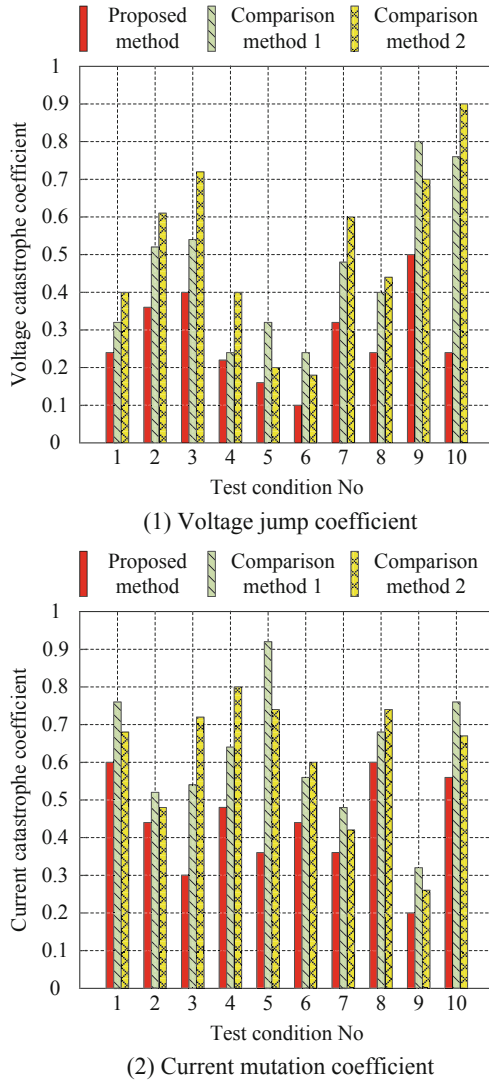 Proposed method
Comparison method 1
Comparison method 2
Voltage catastrophe coefficient
1
0.9
0.8
0.7
0.6
0.5
0.4
0.3
0.2
0.1
0
1 2 3 4 5 6 7 8 9 10
Test condition No
(1) Voltage jump coefficient
Proposed method
Comparison method 1
Comparison method 2
Current catastrophe coefficient
1
0.9
0.8
0.7
0.6
0.5
0.4
0.3
0.2
0.1
0
1 2 3 4 5 6 7 8 9 10
Test condition No
(2) Current mutation coefficient